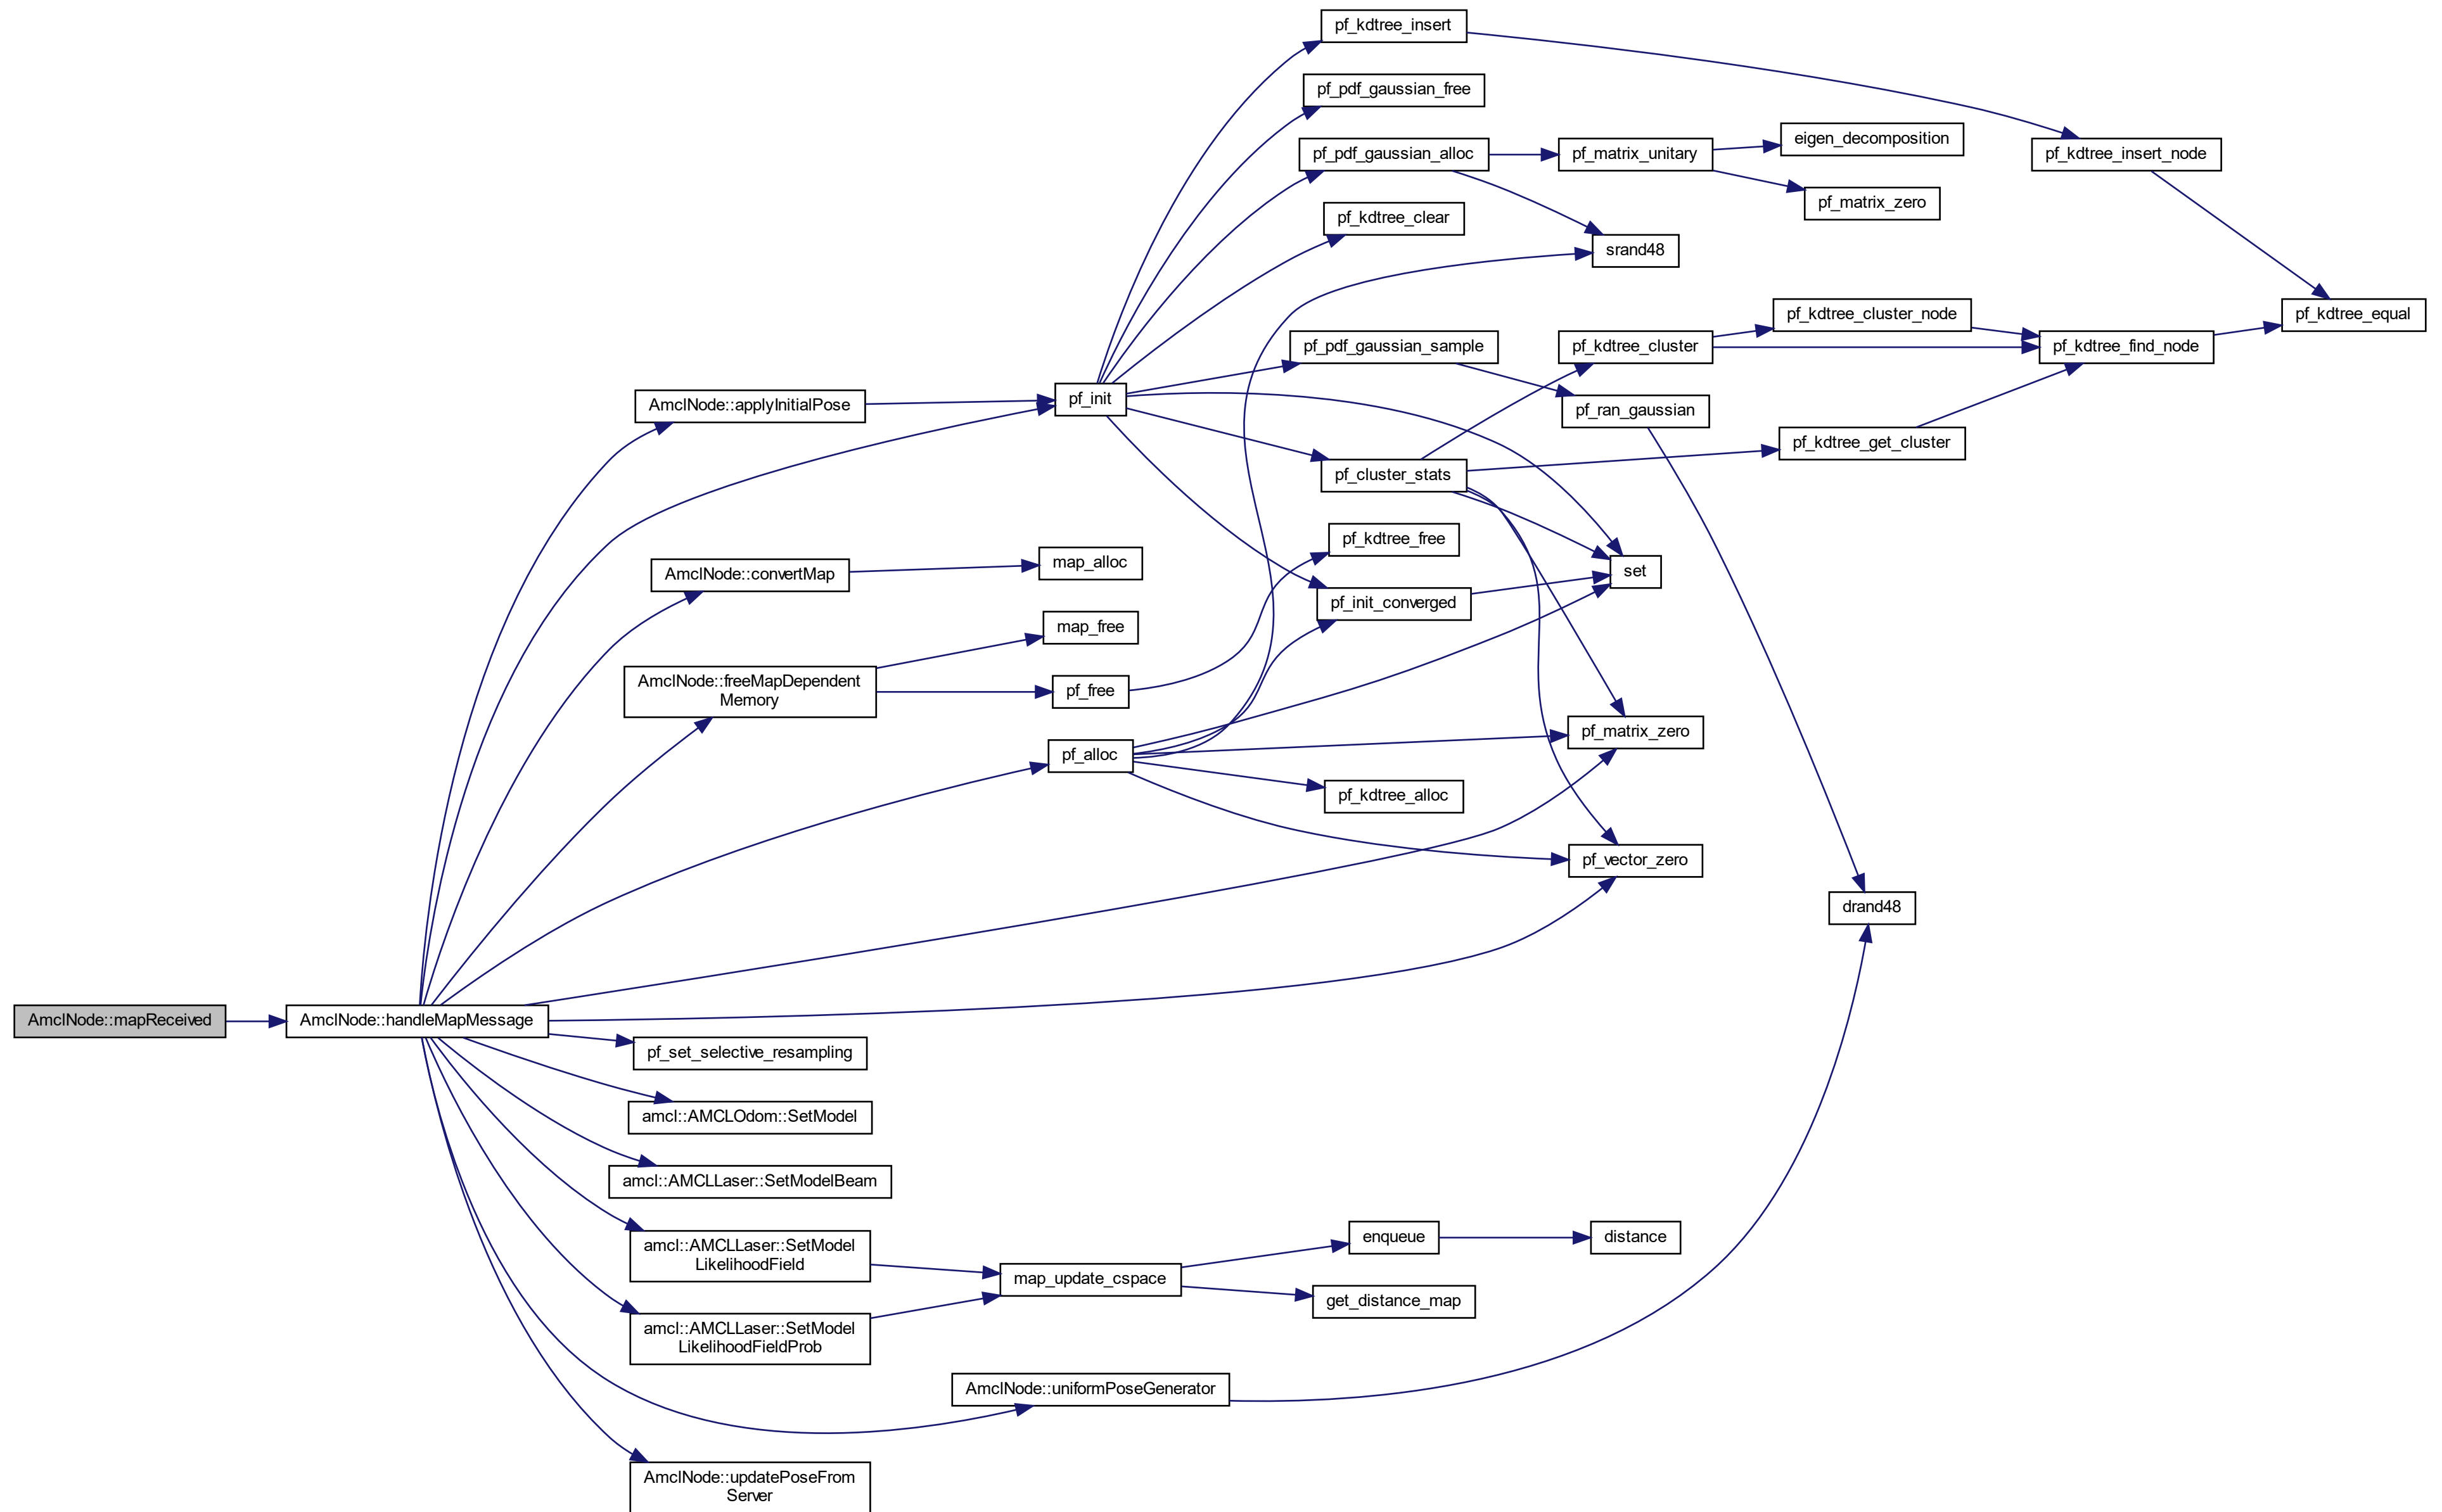 pf_kdtree_insert
pf_pdf_gaussian_free
pf_pdf_gaussian_alloc
pf_matrix_unitary
eigen_decomposition
pf_kdtree_insert_node
pf_matrix_zero
pf_kdtree_clear
srand48
pf_kdtree_cluster_node
pf_kdtree_equal
pf_pdf_gaussian_sample
pf_kdtree_cluster
pf_kdtree_find_node
AmclNode::applyInitialPose
pf_init
pf_ran_gaussian
pf_kdtree_get_cluster
pf_cluster_stats
pf_kdtree_free
AmclNode::convertMap
map_alloc
set
pf_init_converged
map_free
AmclNode::freeMapDependent
Memory
pf_free
pf_matrix_zero
pf_alloc
pf_kdtree_alloc
pf_vector_zero
drand48
AmclNode::mapReceived
AmclNode::handleMapMessage
pf_set_selective_resampling
amcl::AMCLOdom::SetModel
amcl::AMCLLaser::SetModelBeam
amcl::AMCLLaser::SetModel
LikelihoodField
enqueue
distance
map_update_cspace
get_distance_map
amcl::AMCLLaser::SetModel
LikelihoodFieldProb
AmclNode::uniformPoseGenerator
AmclNode::updatePoseFrom
Server